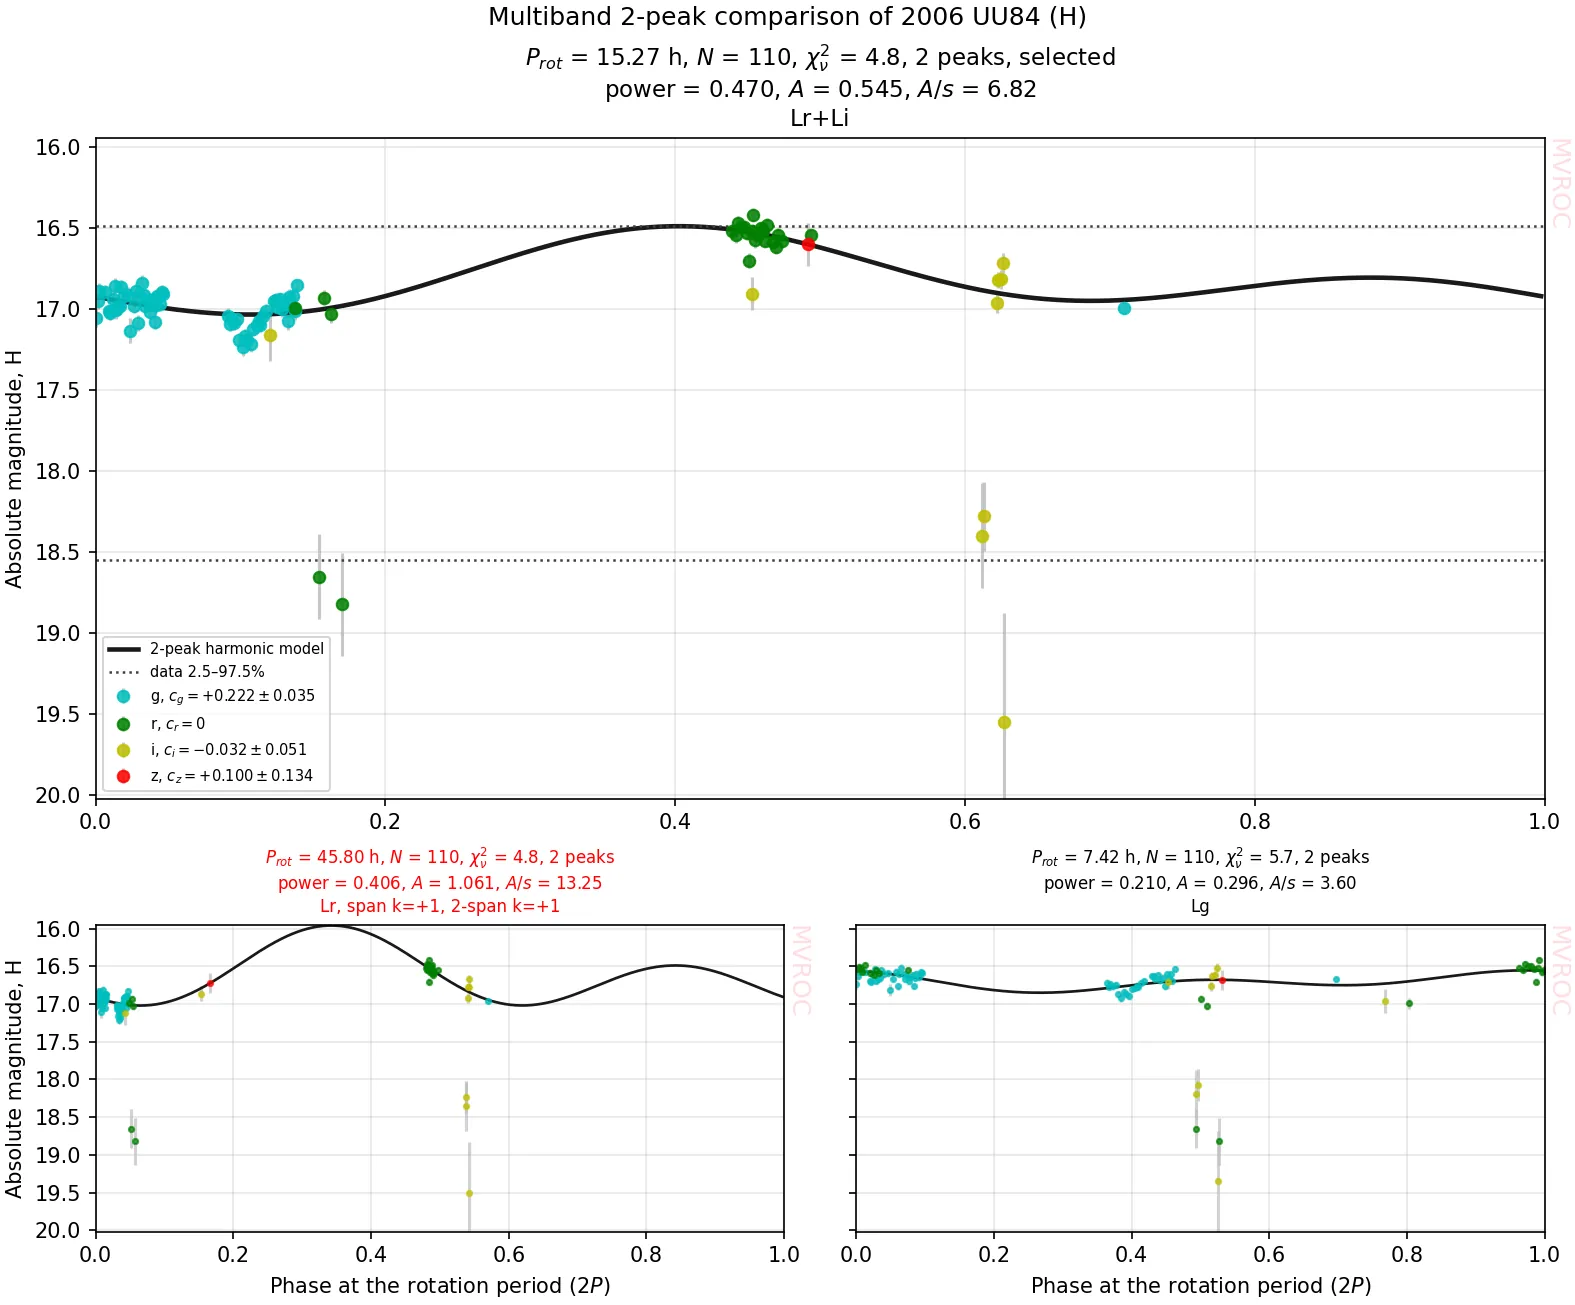 Multiband 2-peak comparison of 2006 UU84 (H)
P_rot = 15.27 h, N = 110, χ²_ν = 4.8, 2 peaks, selected
power = 0.470, A = 0.545, A/s = 6.82
Lr+Li
MVROC
Absolute magnitude, H
16.0
16.5
17.0
17.5
18.0
18.5
19.0
19.5
20.0
2-peak harmonic model
data 2.5–97.5%
g, c_g = +0.222 ± 0.035
r, c_r = 0
i, c_i = −0.032 ± 0.051
z, c_z = +0.100 ± 0.134
0.0 0.2 0.4 0.6 0.8 1.0
P_rot = 45.80 h, N = 110, χ²_ν = 4.8, 2 peaks
power = 0.406, A = 1.061, A/s = 13.25
Lr, span k=+1, 2-span k=+1
MVROC
Absolute magnitude, H
16.0
16.5
17.0
17.5
18.0
18.5
19.0
19.5
20.0
0.0 0.2 0.4 0.6 0.8 1.0
Phase at the rotation period (2P)
P_rot = 7.42 h, N = 110, χ²_ν = 5.7, 2 peaks
power = 0.210, A = 0.296, A/s = 3.60
Lg
MVROC
0.0 0.2 0.4 0.6 0.8 1.0
Phase at the rotation period (2P)